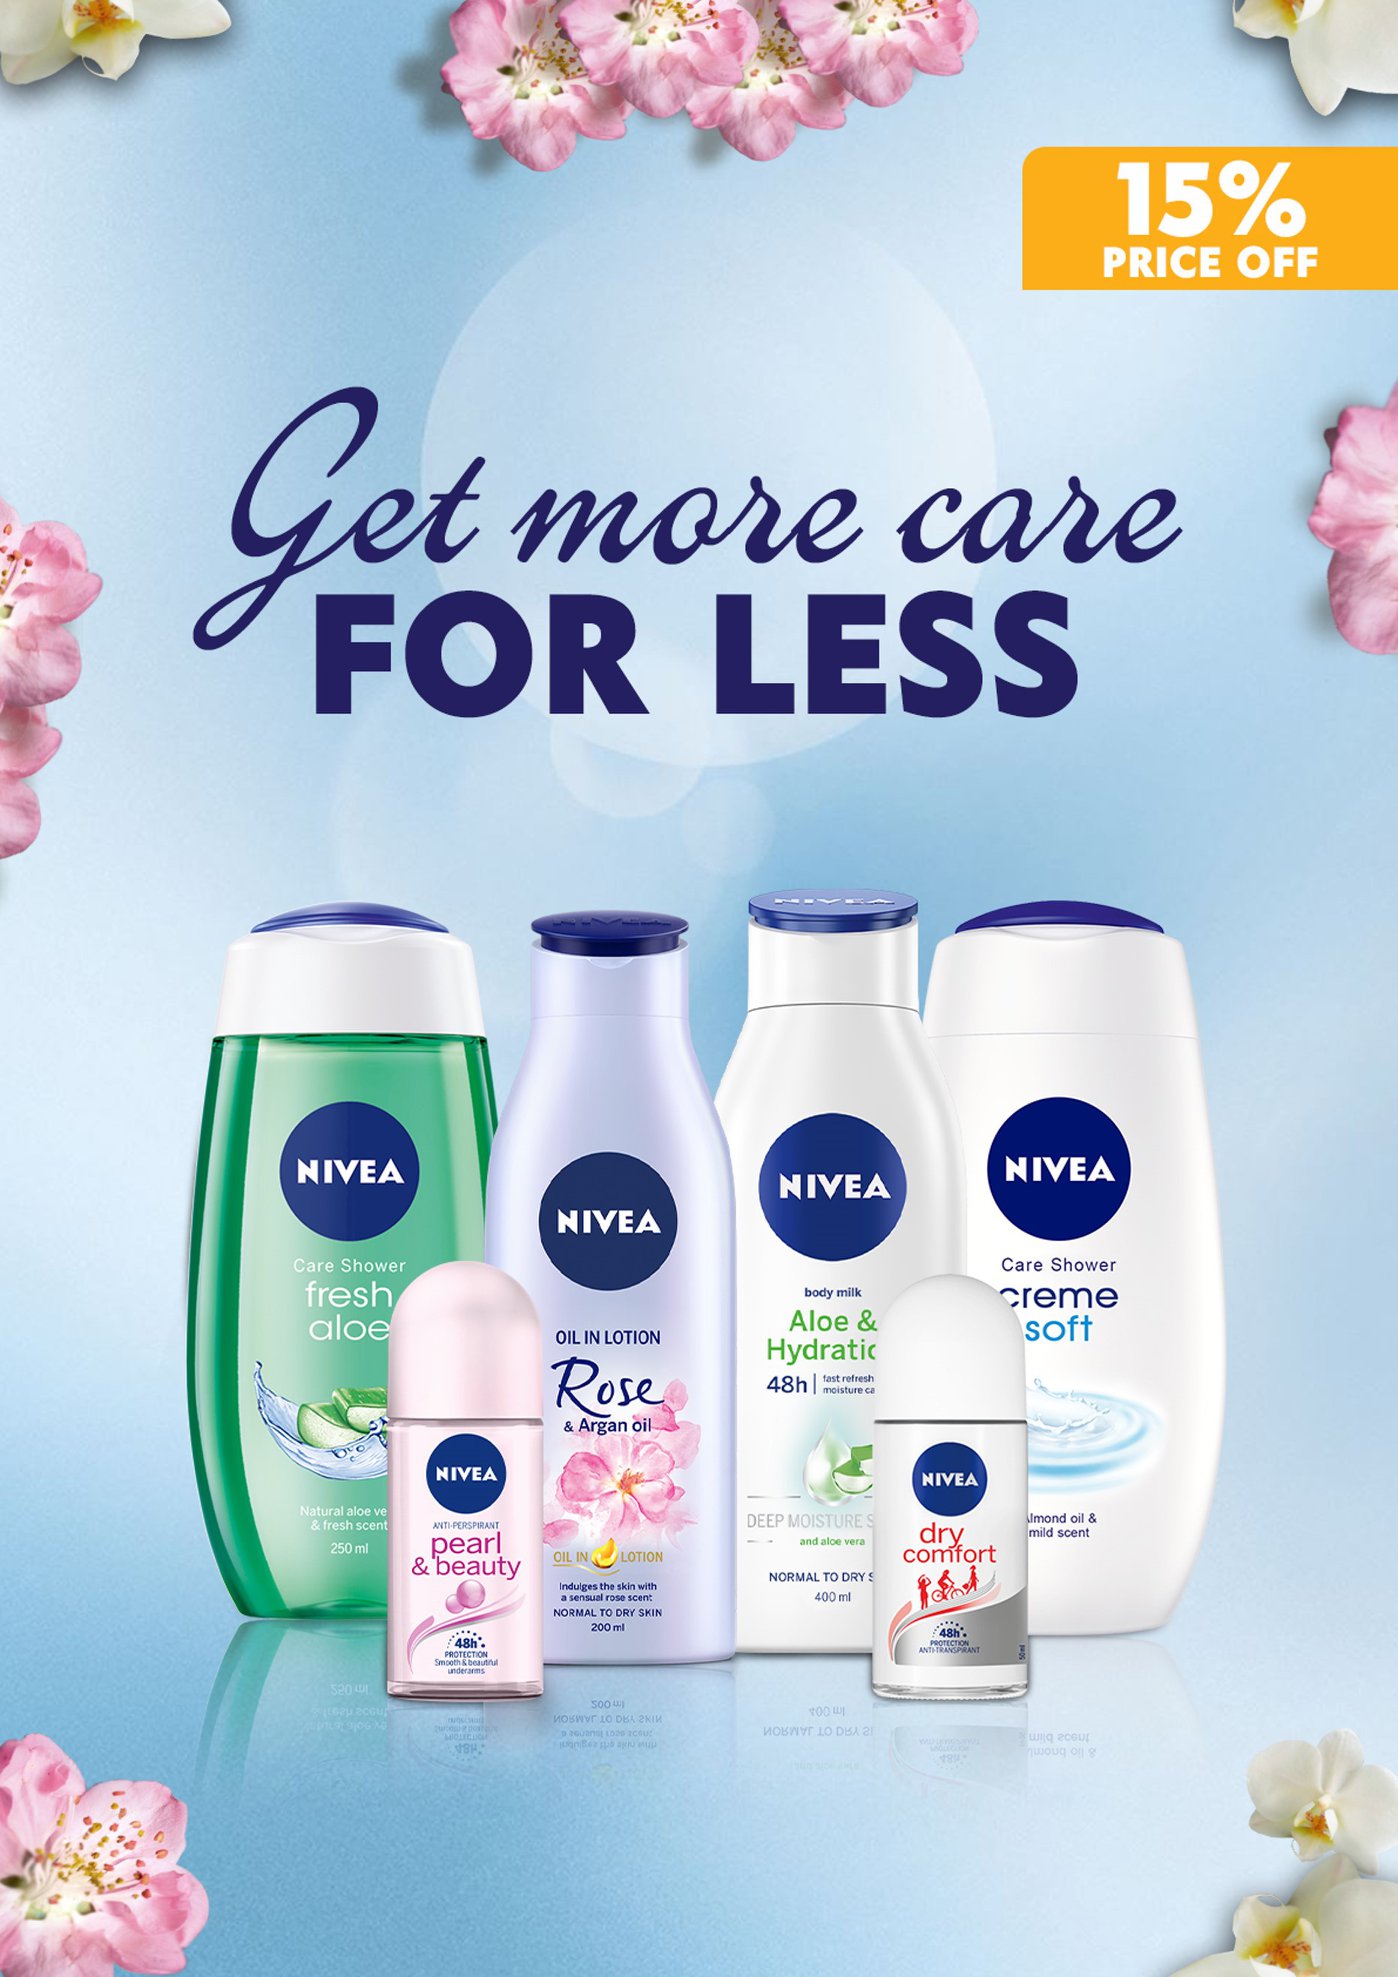 15%
PRICE OFF
Get more care
FOR LESS
NIVEA
Care Shower
fresh
aloe
Natural aloe ve
& fresh scent
250 ml
NIVEA
ANTI-PERSPIRANT
pearl
& beauty
48h
PROTECTION
Smooth & beautiful
underarms
NIVEA
NIVEA
OIL IN LOTION
Rose
& Argan oil
OIL IN LOTION
Indulges the skin with
a sensual rose scent
NORMAL TO DRY SKIN
200 ml
NIVEA
NIVEA
body milk
Aloe &
Hydratio
48h
fast refresh
moisture ca
DEEP MOISTURE S
and aloe vera
NORMAL TO DRY S
400 ml
NIVEA
dry
comfort
48h
PROTECTION
ANTI-TRANSPIRANT
50ml
NIVEA
Care Shower
creme
soft
lmond oil &
mild scent